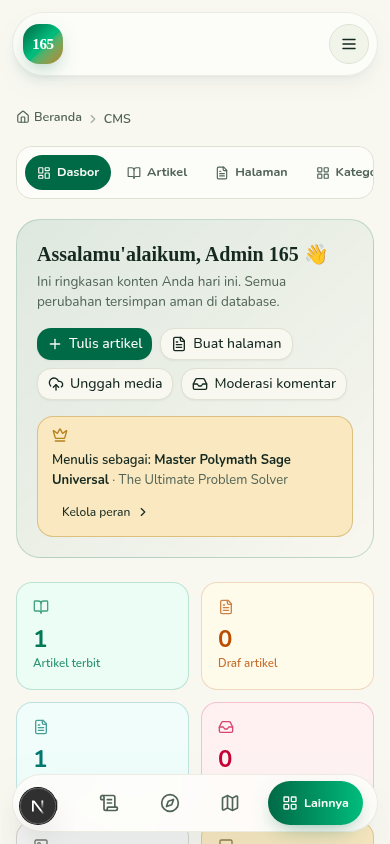 165
Beranda > CMS
Dasbor Artikel Halaman Katego
Assalamu'alaikum, Admin 165 👋
Ini ringkasan konten Anda hari ini. Semua
perubahan tersimpan aman di database.
Tulis artikel Buat halaman
Unggah media Moderasi komentar
Menulis sebagai: Master Polymath Sage
Universal · The Ultimate Problem Solver
Kelola peran
1 0
Artikel terbit Draf artikel
1 0
N Lainnya